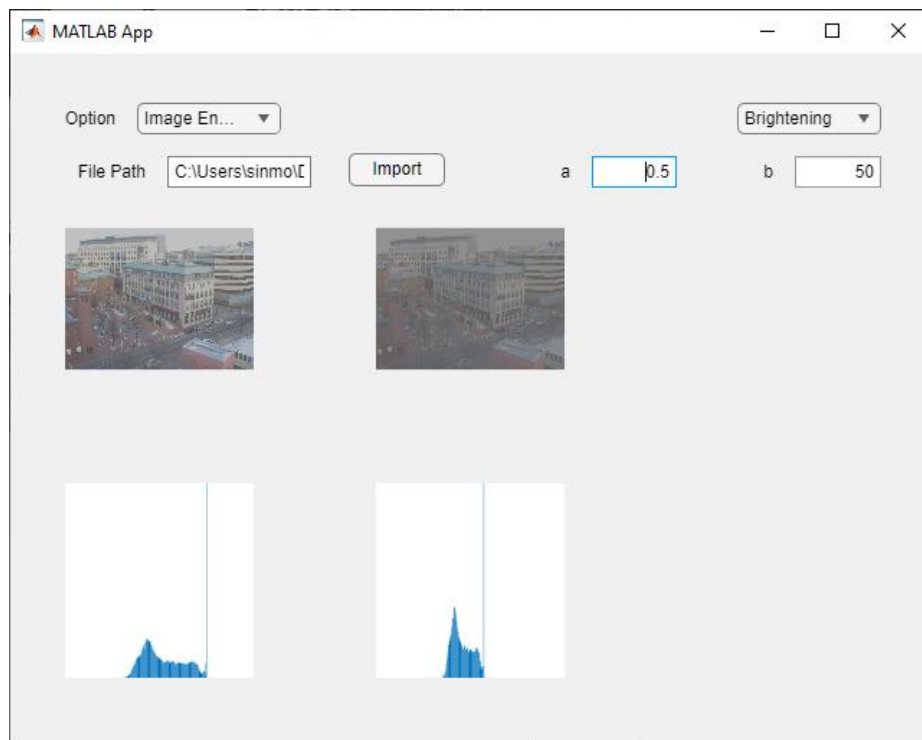 MATLAB App
Option Image En... Brightening
File Path C:\Users\sinmo\D Import a 0.5 b 50